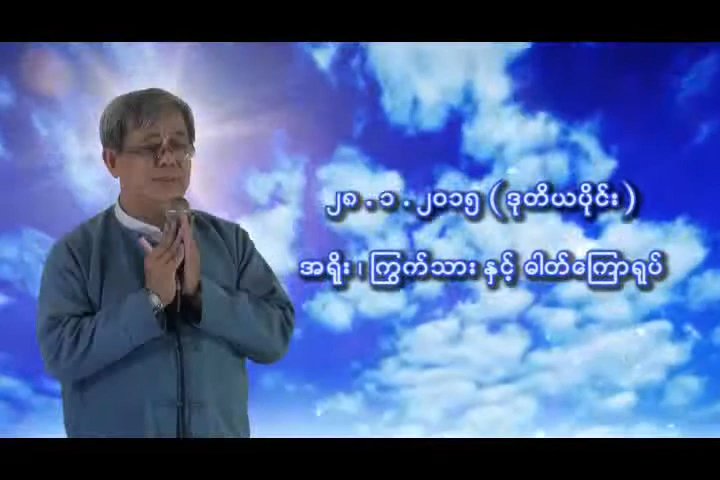 ၂၈ . ၁ . ၂၀၁၅ ( ဒုတိယပိုင်း )
အရိုး ၊ ကြွက်သား နှင့် ဓါတ်ကြောရုပ်